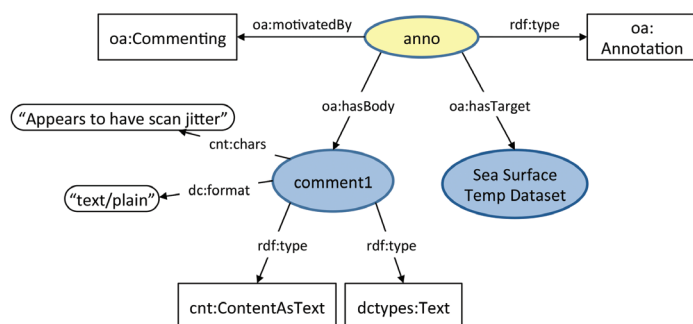 oa:Commenting
oa:motivatedBy
anno
rdf:type
oa:
Annotation
oa:hasBody
oa:hasTarget
“Appears to have scan jitter”
cnt:chars
“text/plain”
dc:format
comment1
Sea Surface
Temp Dataset
rdf:type
rdf:type
cnt:ContentAsText
dctypes:Text